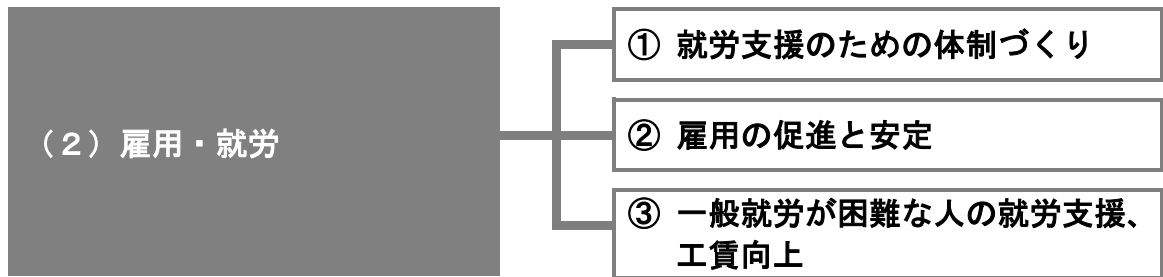 （２）雇用・就労
① 就労支援のための体制づくり
② 雇用の促進と安定
③ 一般就労が困難な人の就労支援、
工賃向上